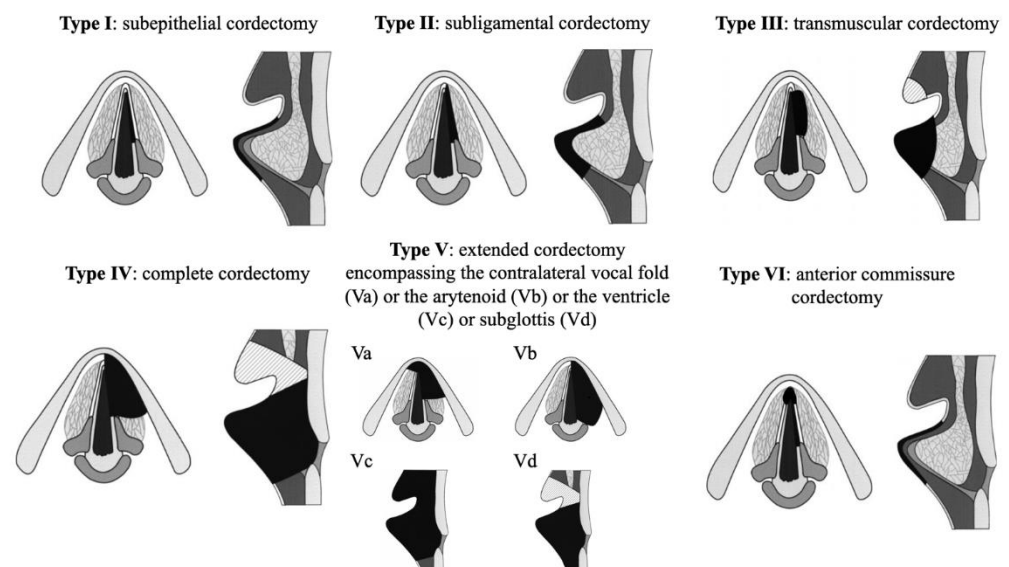 Type I: subepithelial cordectomy
Type II: subligamental cordectomy
Type III: transmuscular cordectomy
Type IV: complete cordectomy
Type V: extended cordectomy
encompassing the contralateral vocal fold
(Va) or the arytenoid (Vb) or the ventricle
(Vc) or subglottis (Vd)
Type VI: anterior commissure
cordectomy
Va
Vb
Vc
Vd